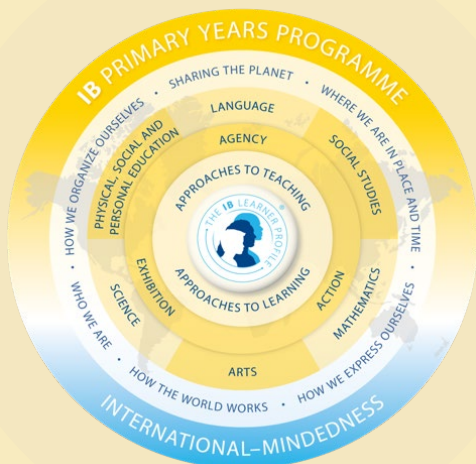 IB PRIMARY YEARS PROGRAMME
SHARING THE PLANET • WHERE WE ARE IN PLACE AND TIME • HOW WE EXPRESS OURSELVES • HOW THE WORLD WORKS • WHO WE ARE • HOW WE ORGANIZE OURSELVES •
LANGUAGE
SOCIAL STUDIES
MATHEMATICS
ARTS
SCIENCE
PHYSICAL, SOCIAL AND
PERSONAL EDUCATION
AGENCY
ACTION
EXHIBITION
APPROACHES TO TEACHING
THE IB LEARNER PROFILE ®
APPROACHES TO LEARNING
INTERNATIONAL–MINDEDNESS